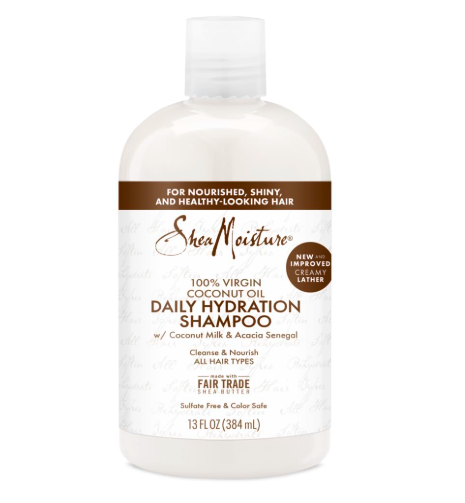 FOR NOURISHED, SHINY,
AND HEALTHY-LOOKING HAIR
SheaMoisture®
NEW AND
IMPROVED
CREAMY
LATHER
100% VIRGIN
COCONUT OIL
DAILY HYDRATION
SHAMPOO
w/ Coconut Milk & Acacia Senegal
Cleanse & Nourish
ALL HAIR TYPES
made with
FAIR TRADE
SHEA BUTTER
Sulfate Free & Color Safe
13 FL OZ (384 mL)